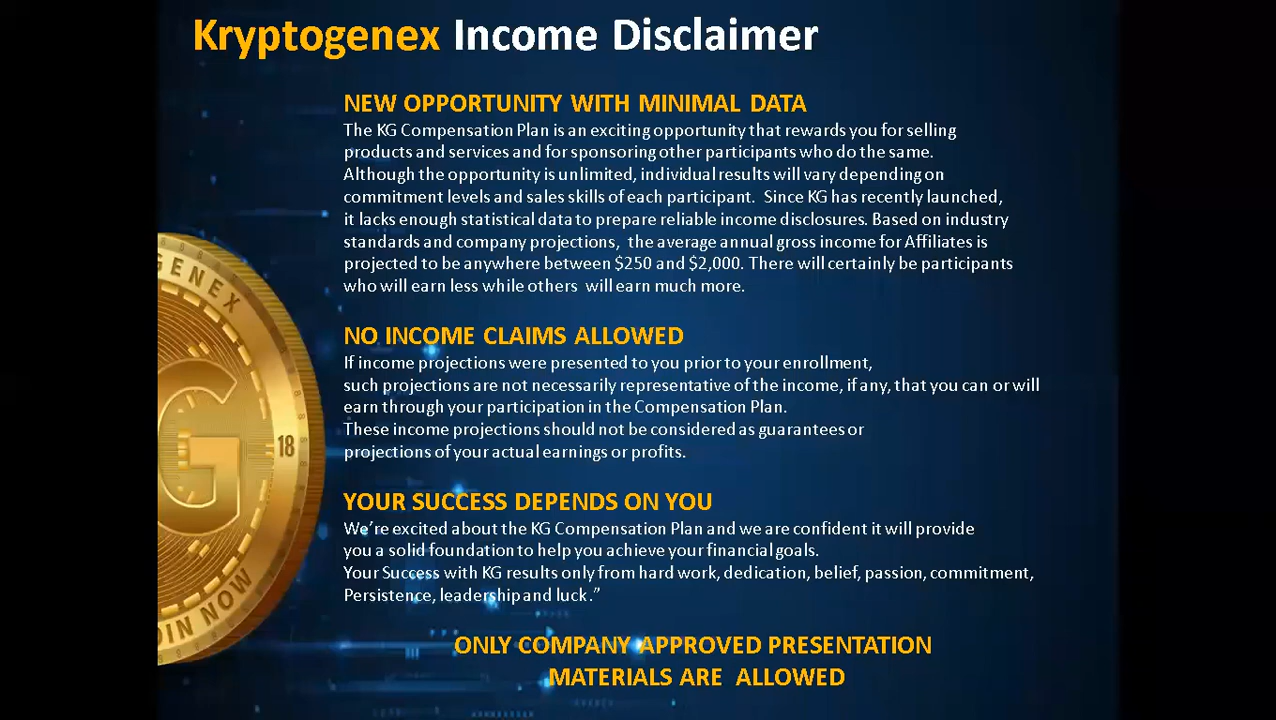 Kryptogenex Income Disclaimer
NEW OPPORTUNITY WITH MINIMAL DATA
The KG Compensation Plan is an exciting opportunity that rewards you for selling
products and services and for sponsoring other participants who do the same.
Although the opportunity is unlimited, individual results will vary depending on
commitment levels and sales skills of each participant. Since KG has recently launched,
it lacks enough statistical data to prepare reliable income disclosures. Based on industry
standards and company projections, the average annual gross income for Affiliates is
projected to be anywhere between $250 and $2,000. There will certainly be participants
who will earn less while others will earn much more.
NO INCOME CLAIMS ALLOWED
If income projections were presented to you prior to your enrollment,
such projections are not necessarily representative of the income, if any, that you can or will
earn through your participation in the Compensation Plan.
These income projections should not be considered as guarantees or
projections of your actual earnings or profits.
YOUR SUCCESS DEPENDS ON YOU
We're excited about the KG Compensation Plan and we are confident it will provide
you a solid foundation to help you achieve your financial goals.
Your Success with KG results only from hard work, dedication, belief, passion, commitment,
Persistence, leadership and luck."
ONLY COMPANY APPROVED PRESENTATION
MATERIALS ARE ALLOWED
GENEX
G
18
OIN NOW